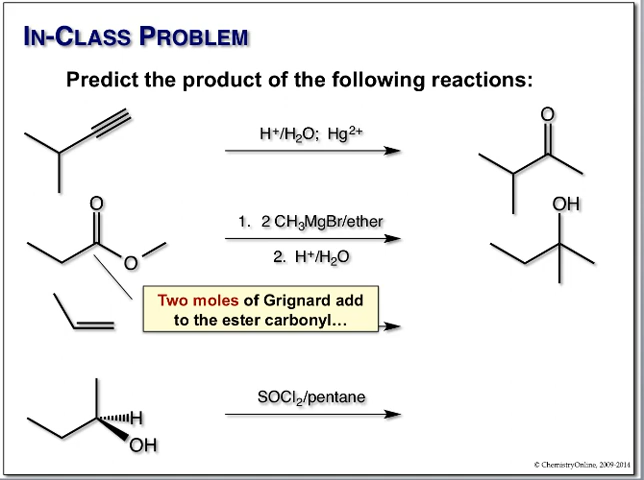 IN-CLASS PROBLEM
Predict the product of the following reactions:
H⁺/H₂O; Hg²⁺
O
O
O
1. 2 CH₃MgBr/ether
2. H⁺/H₂O
OH
Two moles of Grignard add
to the ester carbonyl...
SOCl₂/pentane
H
OH
© ChemistryOnline, 2009-2014